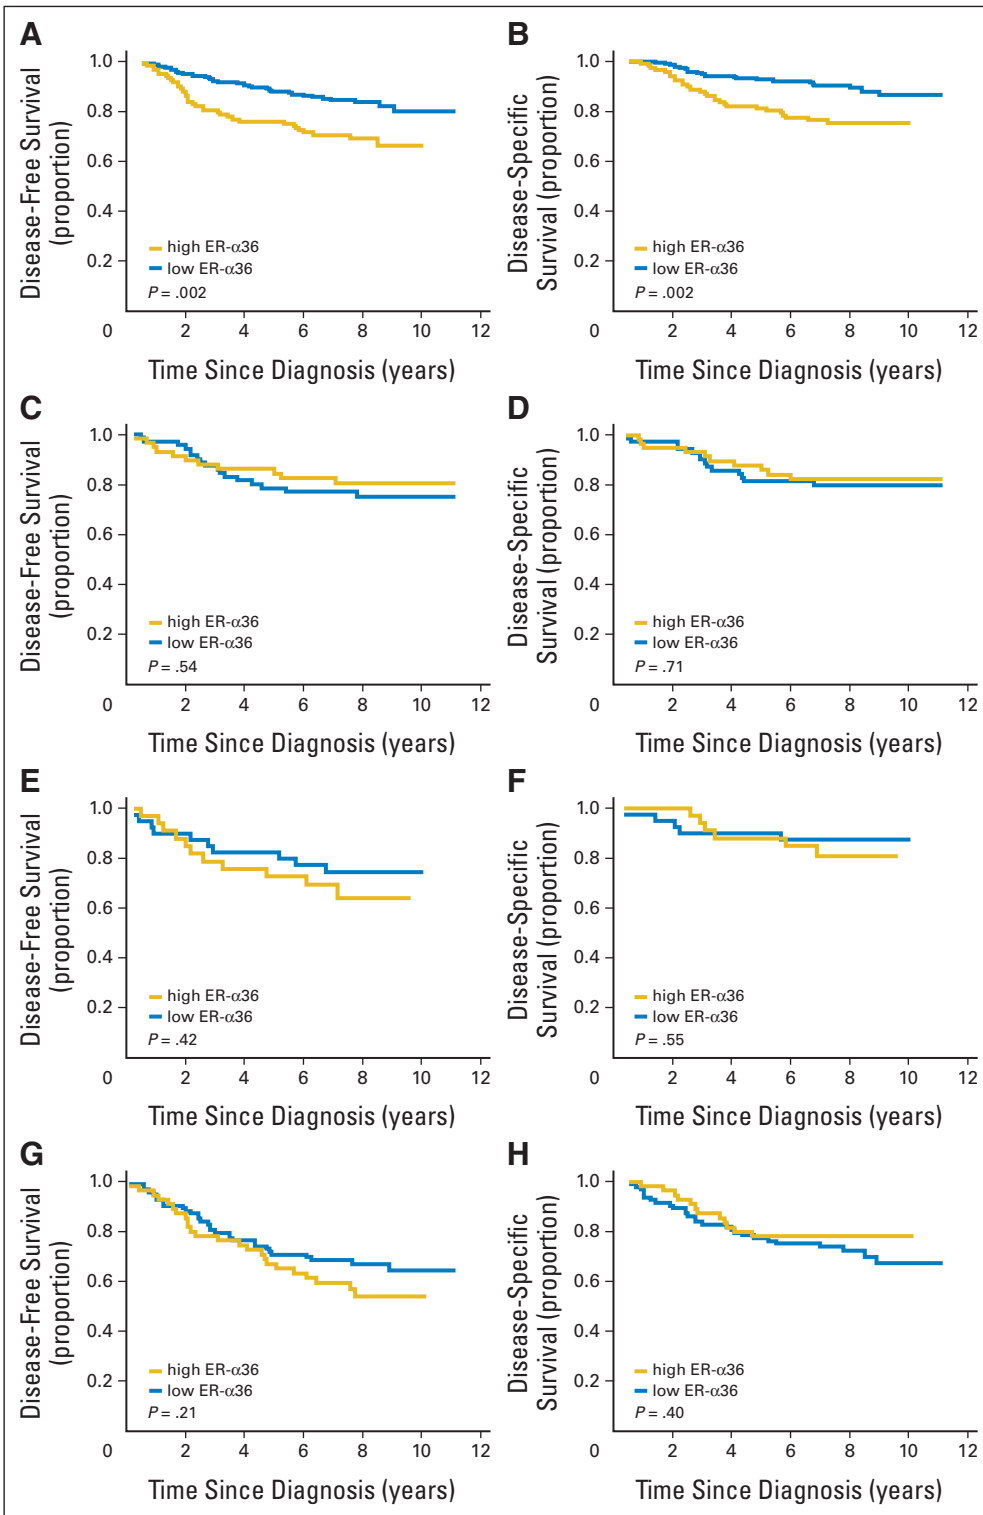 A
Disease-Free Survival
(proportion)
1.0
0.8
0.6
0.4
0.2
high ER-α36
low ER-α36
P = .002
0 2 4 6 8 10 12
Time Since Diagnosis (years)
B
Disease-Specific
Survival (proportion)
1.0
0.8
0.6
0.4
0.2
high ER-α36
low ER-α36
P = .002
0 2 4 6 8 10 12
Time Since Diagnosis (years)
C
Disease-Free Survival
(proportion)
1.0
0.8
0.6
0.4
0.2
high ER-α36
low ER-α36
P = .54
0 2 4 6 8 10 12
Time Since Diagnosis (years)
D
Disease-Specific
Survival (proportion)
1.0
0.8
0.6
0.4
0.2
high ER-α36
low ER-α36
P = .71
0 2 4 6 8 10 12
Time Since Diagnosis (years)
E
Disease-Free Survival
(proportion)
1.0
0.8
0.6
0.4
0.2
high ER-α36
low ER-α36
P = .42
0 2 4 6 8 10 12
Time Since Diagnosis (years)
F
Disease-Specific
Survival (proportion)
1.0
0.8
0.6
0.4
0.2
high ER-α36
low ER-α36
P = .55
0 2 4 6 8 10 12
Time Since Diagnosis (years)
G
Disease-Free Survival
(proportion)
1.0
0.8
0.6
0.4
0.2
high ER-α36
low ER-α36
P = .21
0 2 4 6 8 10 12
Time Since Diagnosis (years)
H
Disease-Specific
Survival (proportion)
1.0
0.8
0.6
0.4
0.2
high ER-α36
low ER-α36
P = .40
0 2 4 6 8 10 12
Time Since Diagnosis (years)